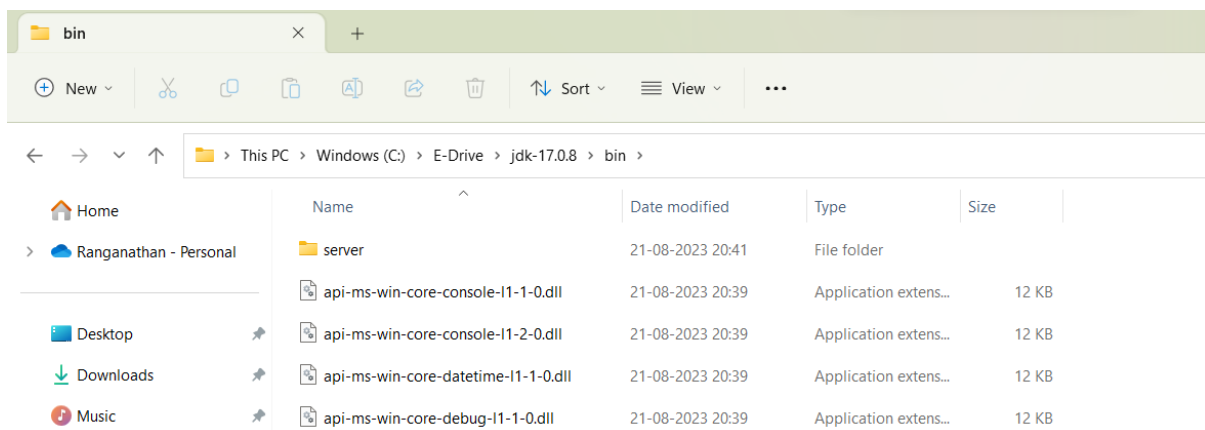 bin
New
Sort
View
This PC > Windows (C:) > E-Drive > jdk-17.0.8 > bin >
Home
Ranganathan - Personal
Desktop
Downloads
Music
Name Date modified Type Size
server 21-08-2023 20:41 File folder
api-ms-win-core-console-l1-1-0.dll 21-08-2023 20:39 Application extens... 12 KB
api-ms-win-core-console-l1-2-0.dll 21-08-2023 20:39 Application extens... 12 KB
api-ms-win-core-datetime-l1-1-0.dll 21-08-2023 20:39 Application extens... 12 KB
api-ms-win-core-debug-l1-1-0.dll 21-08-2023 20:39 Application extens... 12 KB